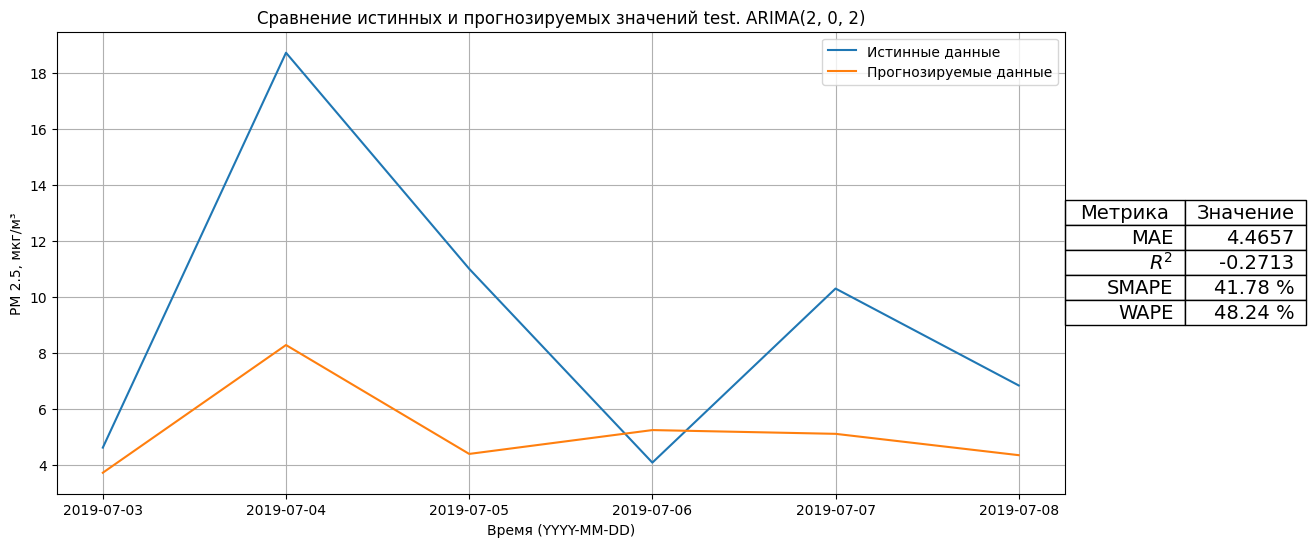 Сравнение истинных и прогнозируемых значений test. ARIMA(2, 0, 2)
Истинные данные
Прогнозируемые данные
18
16
14
12
10
8
6
4
PM 2.5, мкг/м³
2019-07-03 2019-07-04 2019-07-05 2019-07-06 2019-07-07 2019-07-08
Время (YYYY-MM-DD)
Метрика Значение
MAE 4.4657
R² -0.2713
SMAPE 41.78 %
WAPE 48.24 %